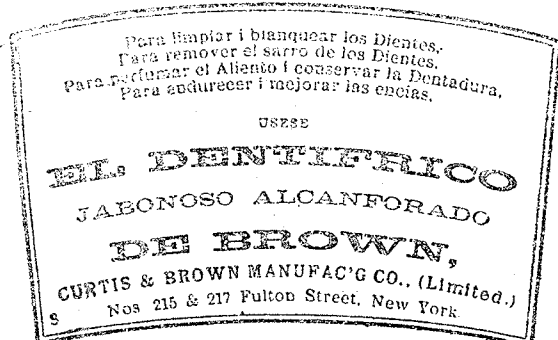 Para limpiar i blanquear los Dientes,
Para remover el sarro de los Dientes.
Para perfumar el Aliento i conservar la Dentadura,
Para endurecer i mejorar las encías,
USESE
EL DENTIFRICO
JABONOSO ALCANFORADO
DE BROWN,
CURTIS & BROWN MANUFAC'G CO., (Limited.)
S Nos 215 & 217 Fulton Street, New York.